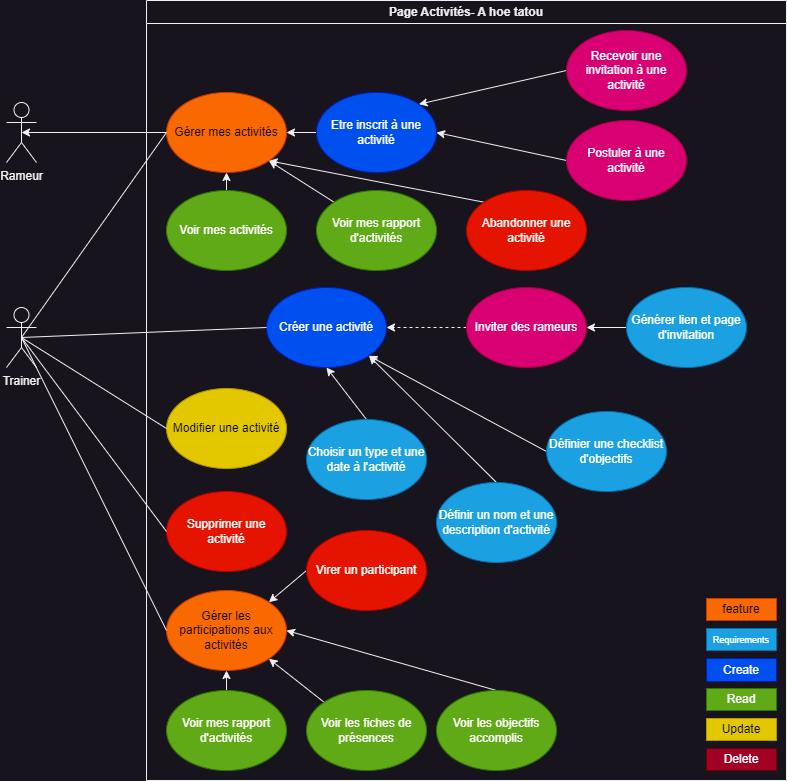 Page Activités- A hoe tatou
Recevoir une
invitation à une
activité
Rameur
Gérer mes activités
Etre inscrit à une
activité
Postuler à une
activité
Voir mes activités
Voir mes rapport
d'activités
Abandonner une
activité
Trainer
Créer une activité
Inviter des rameurs
Générer lien et page
d'invitation
Modifier une activité
Choisir un type et une
date à l'activité
Définier une checklist
d'objectifs
Définir un nom et une
description d'activité
Supprimer une
activité
Virer un participant
Gérer les
participations aux
activités
Voir mes rapport
d'activités
Voir les fiches de
présences
Voir les objectifs
accomplis
feature
Requirements
Create
Read
Update
Delete